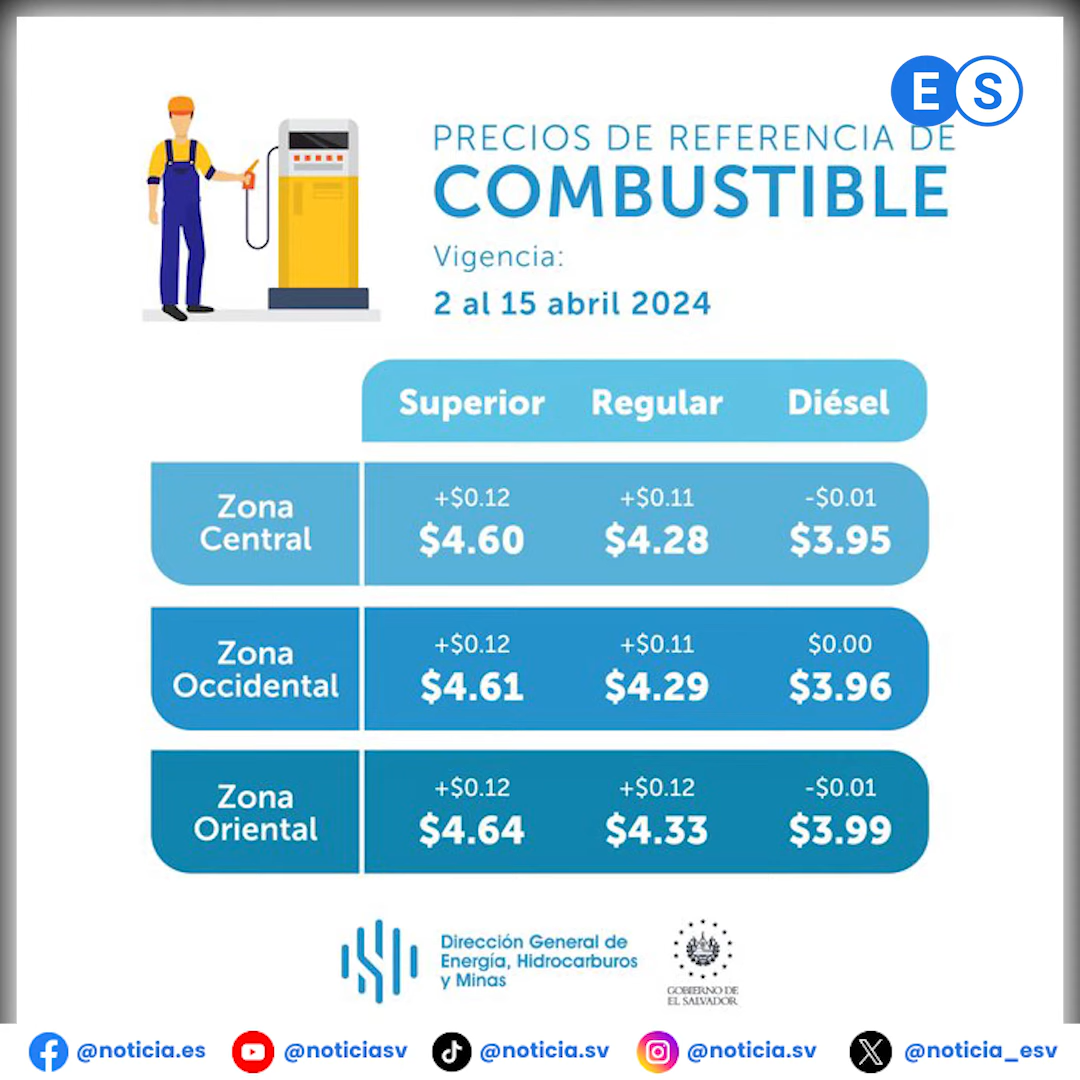 ES
PRECIOS DE REFERENCIA DE
COMBUSTIBLE
Vigencia:
2 al 15 abril 2024
Superior Regular Diésel
Zona Central
+$0.12 +$0.11 -$0.01
$4.60 $4.28 $3.95
Zona Occidental
+$0.12 +$0.11 $0.00
$4.61 $4.29 $3.96
Zona Oriental
+$0.12 +$0.12 -$0.01
$4.64 $4.33 $3.99
Dirección General de
Energía, Hidrocarburos
y Minas
GOBIERNO DE
EL SALVADOR
@noticia.es @noticiasv @noticia.sv @noticia.sv @noticia_esv